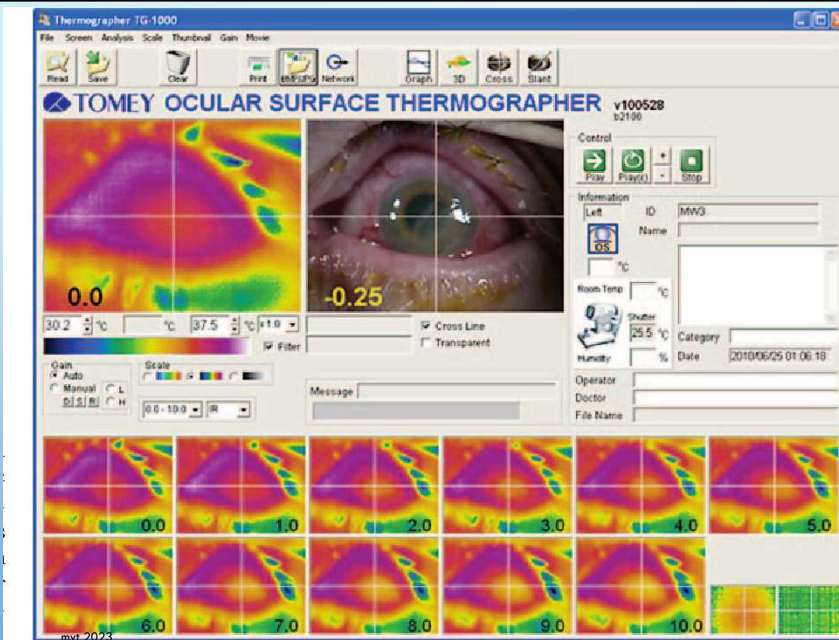 Thermographer TG-1000
File Screen Analysis Scale Thumbnail Gain Movie
Read Save Clear Print BMP/JPG Network Graph 3D Cross Slant
TOMEY OCULAR SURFACE THERMOGRAPHER v100528
b2100
Control
Play Play(c) + - Stop
Information
Left ID MW3
Name
OS
°C
Room Temp °C
Shutter
25.5 °C
Humidity %
Category
Date 2010/06/25 01:06:18
Operator
Doctor
File Name
0.0
-0.25
30.2 °C °C 37.5 °C x1.0
Cross Line
Filter
Transparent
Gain
Auto
Manual L
D S R H
Scale
0.0 - 10.0 IR
Message
0.0 1.0 2.0 3.0 4.0 5.0
6.0 7.0 8.0 9.0 10.0
myt 2023